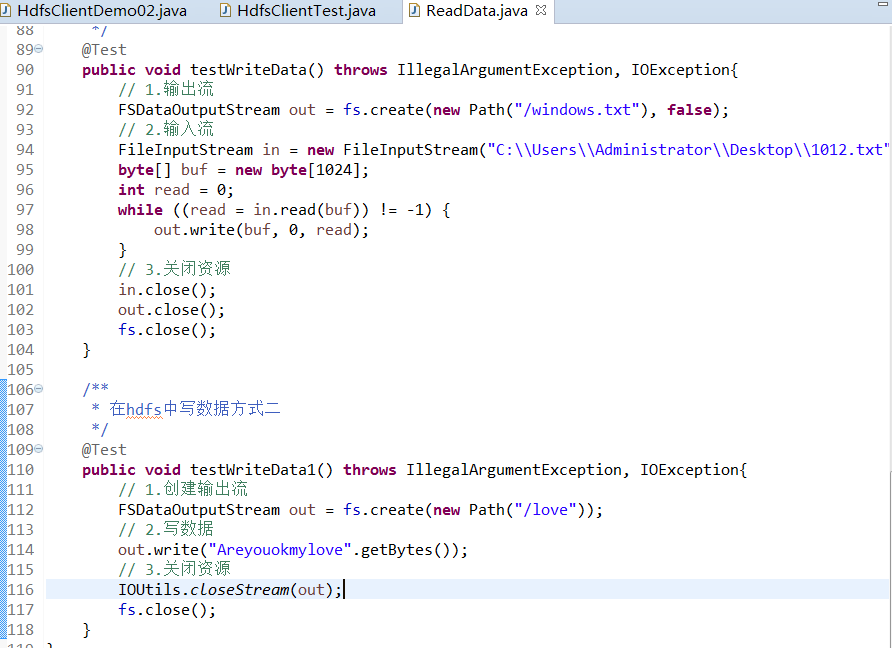 HdfsClientDemo02.java HdfsClientTest.java ReadData.java
88 */
89 @Test
90 public void testWriteData() throws IllegalArgumentException, IOException{
91 // 1.输出流
92 FSDataOutputStream out = fs.create(new Path("/windows.txt"), false);
93 // 2.输入流
94 FileInputStream in = new FileInputStream("C:\\Users\\Administrator\\Desktop\\1012.txt"
95 byte[] buf = new byte[1024];
96 int read = 0;
97 while ((read = in.read(buf)) != -1) {
98 out.write(buf, 0, read);
99 }
100 // 3.关闭资源
101 in.close();
102 out.close();
103 fs.close();
104 }
105
106 /**
107 * 在hdfs中写数据方式二
108 */
109 @Test
110 public void testWriteData1() throws IllegalArgumentException, IOException{
111 // 1.创建输出流
112 FSDataOutputStream out = fs.create(new Path("/love"));
113 // 2.写数据
114 out.write("Areyouokmylove".getBytes());
115 // 3.关闭资源
116 IOUtils.closeStream(out);
117 fs.close();
118 }